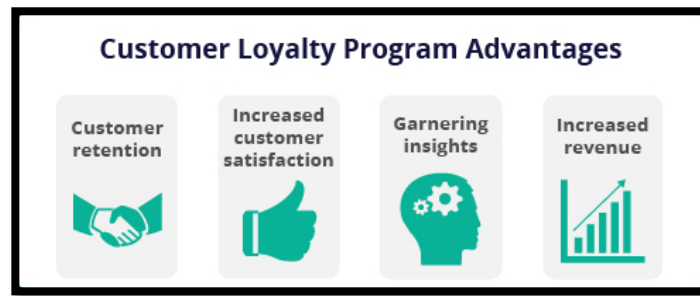 Customer Loyalty Program Advantages
Customer
retention
Increased
customer
satisfaction
Garnering
insights
Increased
revenue